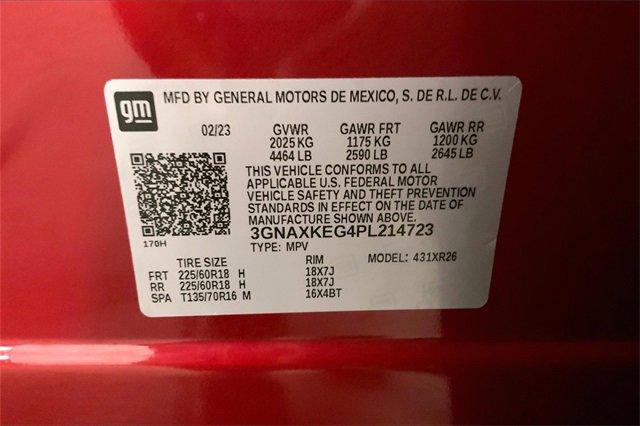 gm MFD BY GENERAL MOTORS DE MEXICO, S. DE R.L. DE C.V.
02/23 GVWR GAWR FRT GAWR RR
2025 KG 1175 KG 1200 KG
4464 LB 2590 LB 2645 LB
THIS VEHICLE CONFORMS TO ALL
APPLICABLE U.S. FEDERAL MOTOR
VEHICLE SAFETY AND THEFT PREVENTION
STANDARDS IN EFFECT ON THE DATE OF
MANUFACTURE SHOWN ABOVE.
170H 3GNAXKEG4PL214723
TYPE: MPV MODEL: 431XR26
TIRE SIZE RIM
FRT 225/60R18 H 18X7J
RR 225/60R18 H 18X7J
SPA T135/70R16 M 16X4BT